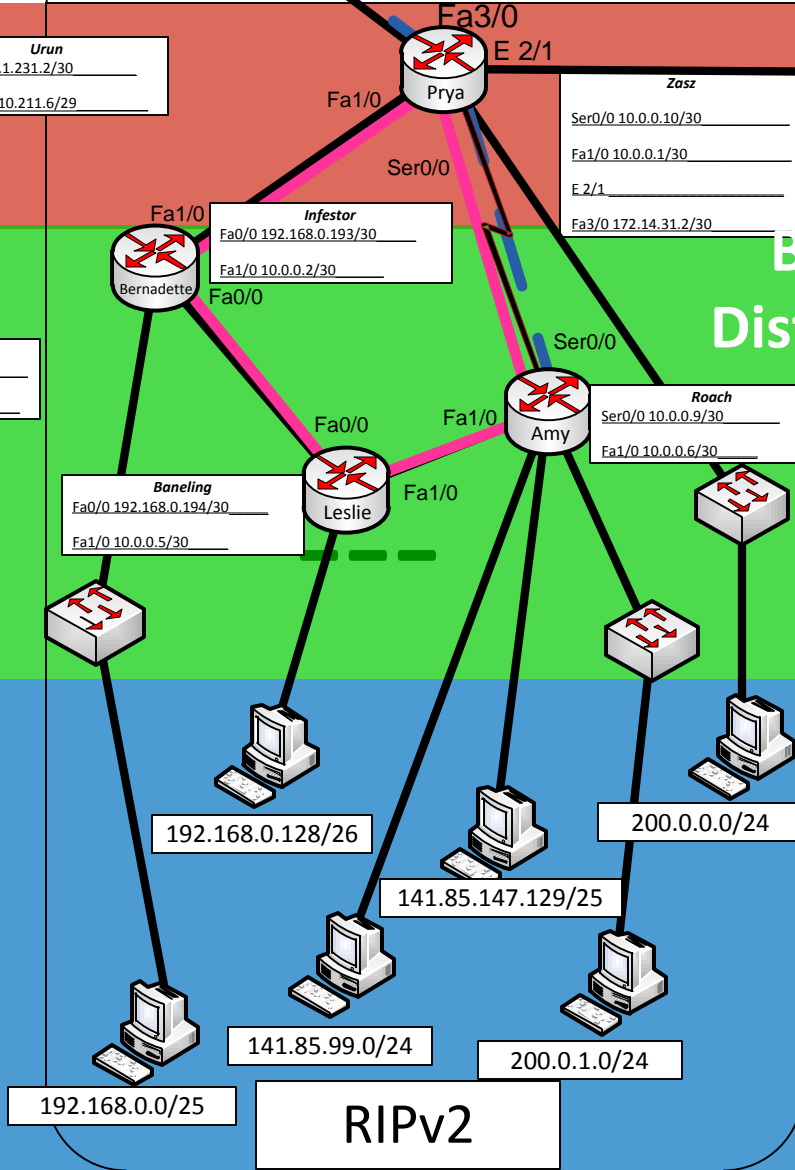 Fa3/0
Urun
.1.231.2/30
10.211.6/29
E 2/1
Prya
Fa1/0
Zasz
Ser0/0 10.0.0.10/30
Fa1/0 10.0.0.1/30
E 2/1
Fa3/0 172.14.31.2/30
Ser0/0
Fa1/0
Infestor
Fa0/0 192.168.0.193/30
Fa1/0 10.0.0.2/30
B
Bernadette
Fa0/0
Dist
Ser0/0
Roach
Ser0/0 10.0.0.9/30
Fa1/0 10.0.0.6/30
Fa0/0
Fa1/0
Amy
Baneling
Fa0/0 192.168.0.194/30
Fa1/0 10.0.0.5/30
Fa1/0
Leslie
192.168.0.128/26
200.0.0.0/24
141.85.147.129/25
141.85.99.0/24
200.0.1.0/24
192.168.0.0/25
RIPv2